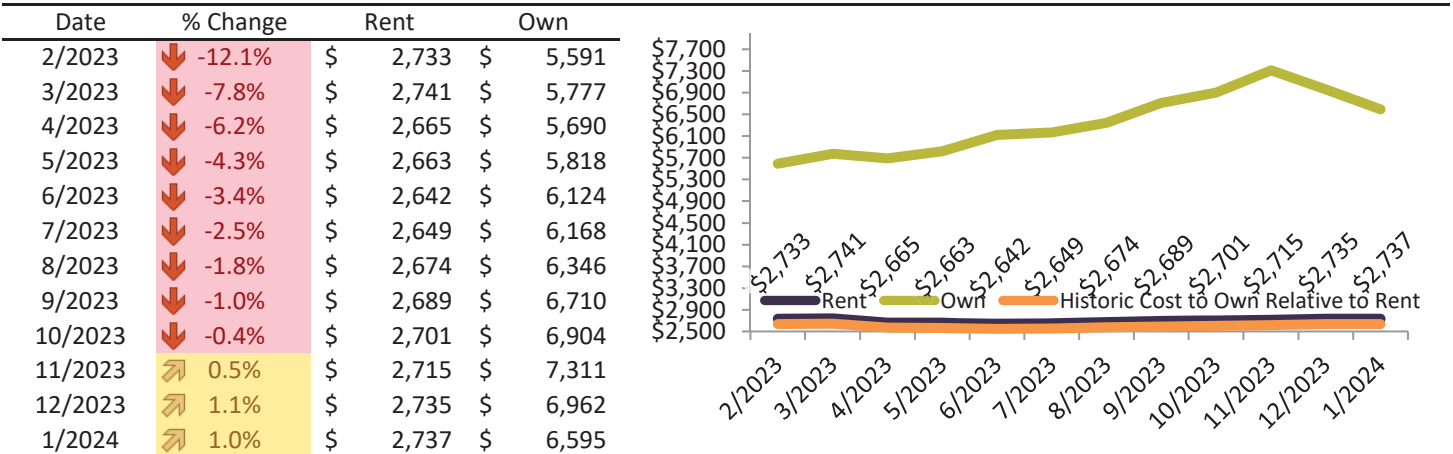 Date % Change Rent Own
2/2023 -12.1% $ 2,733 $ 5,591
3/2023 -7.8% $ 2,741 $ 5,777
4/2023 -6.2% $ 2,665 $ 5,690
5/2023 -4.3% $ 2,663 $ 5,818
6/2023 -3.4% $ 2,642 $ 6,124
7/2023 -2.5% $ 2,649 $ 6,168
8/2023 -1.8% $ 2,674 $ 6,346
9/2023 -1.0% $ 2,689 $ 6,710
10/2023 -0.4% $ 2,701 $ 6,904
11/2023 0.5% $ 2,715 $ 7,311
12/2023 1.1% $ 2,735 $ 6,962
1/2024 1.0% $ 2,737 $ 6,595
$7,700
$7,300
$6,900
$6,500
$6,100
$5,700
$5,300
$4,900
$4,500
$4,100
$3,700
$3,300
$2,900
$2,500
$2,733 $2,741 $2,665 $2,663 $2,642 $2,649 $2,674 $2,689 $2,701 $2,715 $2,735 $2,737
Rent Own Historic Cost to Own Relative to Rent
2/2023 3/2023 4/2023 5/2023 6/2023 7/2023 8/2023 9/2023 10/2023 11/2023 12/2023 1/2024